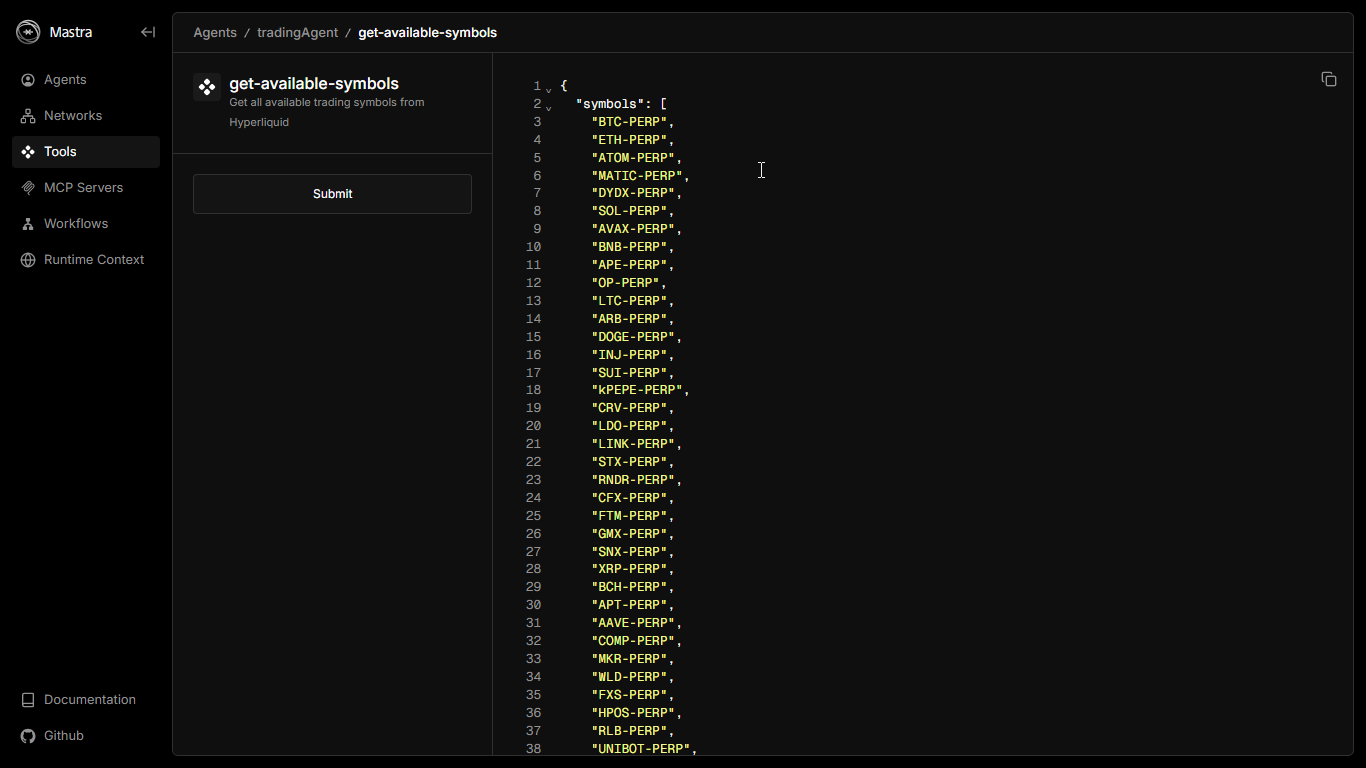 Mastra
Agents
Networks
Tools
MCP Servers
Workflows
Runtime Context
Documentation
Github
Agents / tradingAgent / get-available-symbols
get-available-symbols
Get all available trading symbols from
Hyperliquid
Submit
1 {
2 "symbols": [
3 "BTC-PERP",
4 "ETH-PERP",
5 "ATOM-PERP",
6 "MATIC-PERP",
7 "DYDX-PERP",
8 "SOL-PERP",
9 "AVAX-PERP",
10 "BNB-PERP",
11 "APE-PERP",
12 "OP-PERP",
13 "LTC-PERP",
14 "ARB-PERP",
15 "DOGE-PERP",
16 "INJ-PERP",
17 "SUI-PERP",
18 "kPEPE-PERP",
19 "CRV-PERP",
20 "LDO-PERP",
21 "LINK-PERP",
22 "STX-PERP",
23 "RNDR-PERP",
24 "CFX-PERP",
25 "FTM-PERP",
26 "GMX-PERP",
27 "SNX-PERP",
28 "XRP-PERP",
29 "BCH-PERP",
30 "APT-PERP",
31 "AAVE-PERP",
32 "COMP-PERP",
33 "MKR-PERP",
34 "WLD-PERP",
35 "FXS-PERP",
36 "HPOS-PERP",
37 "RLB-PERP",
38 "UNIBOT-PERP",